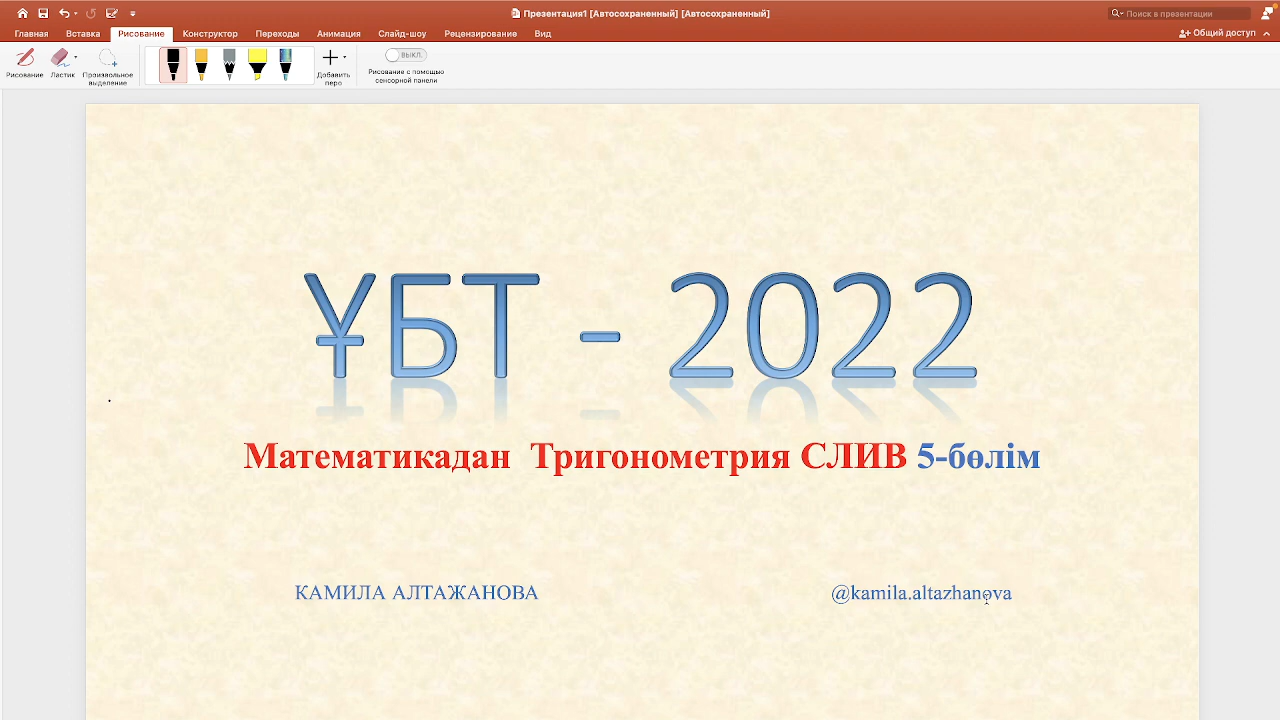 Презентация1 [Автосохраненный] [Автосохраненный]
Поиск в презентации
Главная Вставка Рисование Конструктор Переходы Анимация Слайд-шоу Рецензирование Вид
Общий доступ
ВЫКЛ.
Рисование Ластик Произвольное выделение Добавить перо Рисование с помощью сенсорной панели
ҰБТ - 2022
Математикадан Тригонометрия СЛИВ 5-бөлім
КАМИЛА АЛТАЖАНОВА @kamila.altazhanova